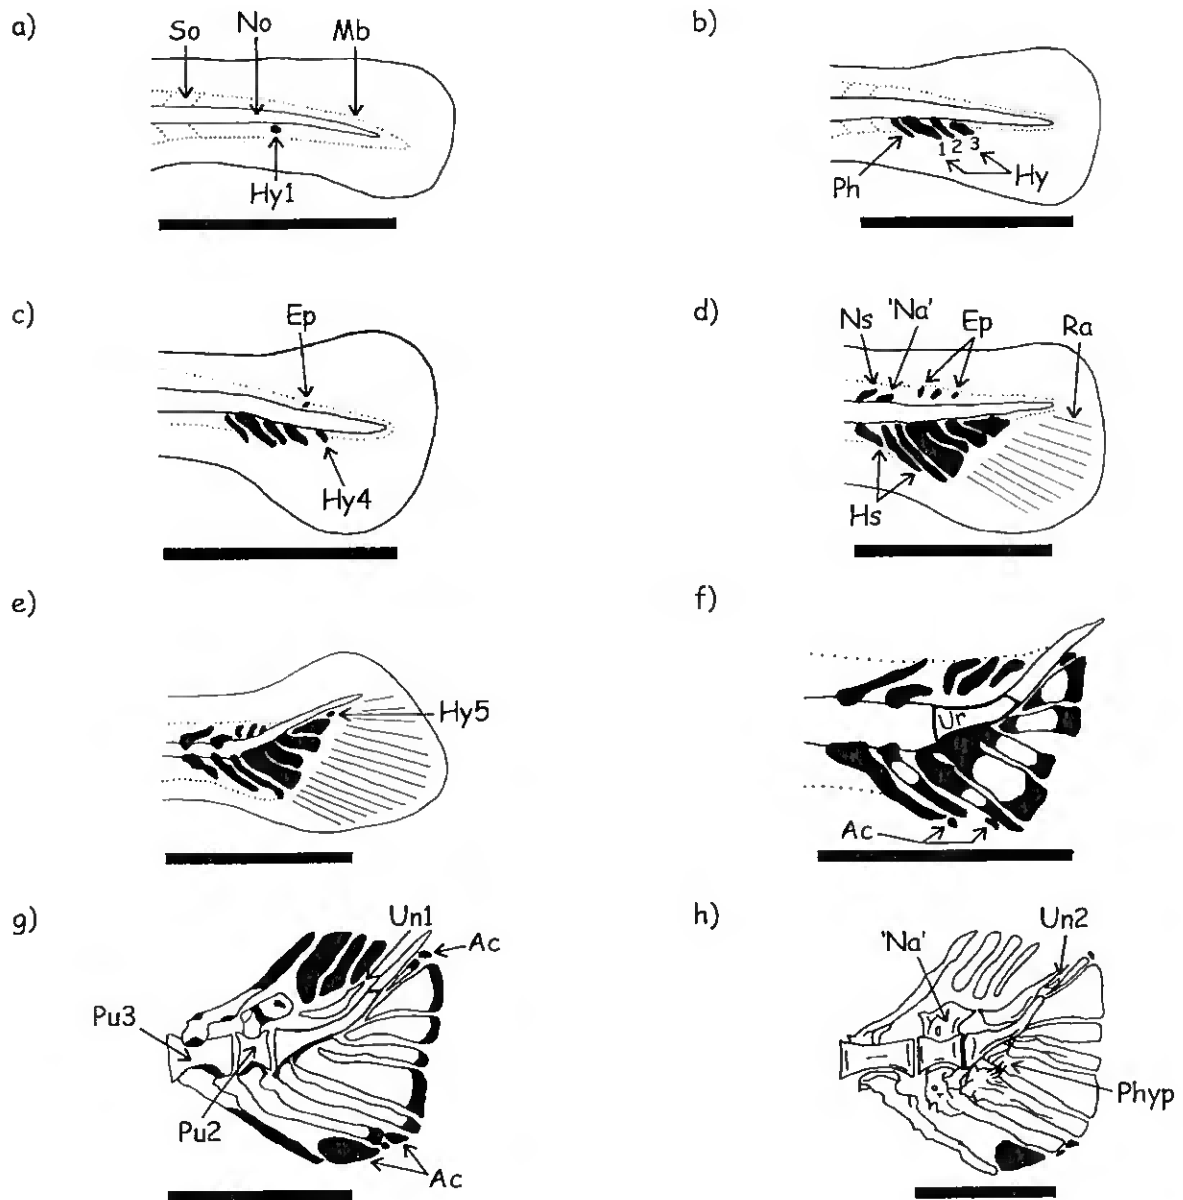 a)
So
No
Mb
Hy1
b)
1 2 3
Ph
Hy
c)
Ep
Hy4
d)
Ns
'Na'
Ep
Ra
Hs
e)
Hy5
f)
Ur
Ac
g)
Un1
Ac
Pu3
Pu2
Ac
h)
'Na'
Un2
Phyp